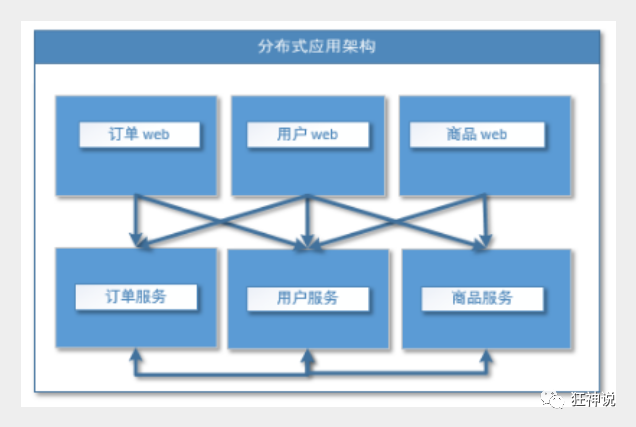 分布式应用架构
订单 web
用户 web
商品 web
订单服务
用户服务
商品服务
狂神说